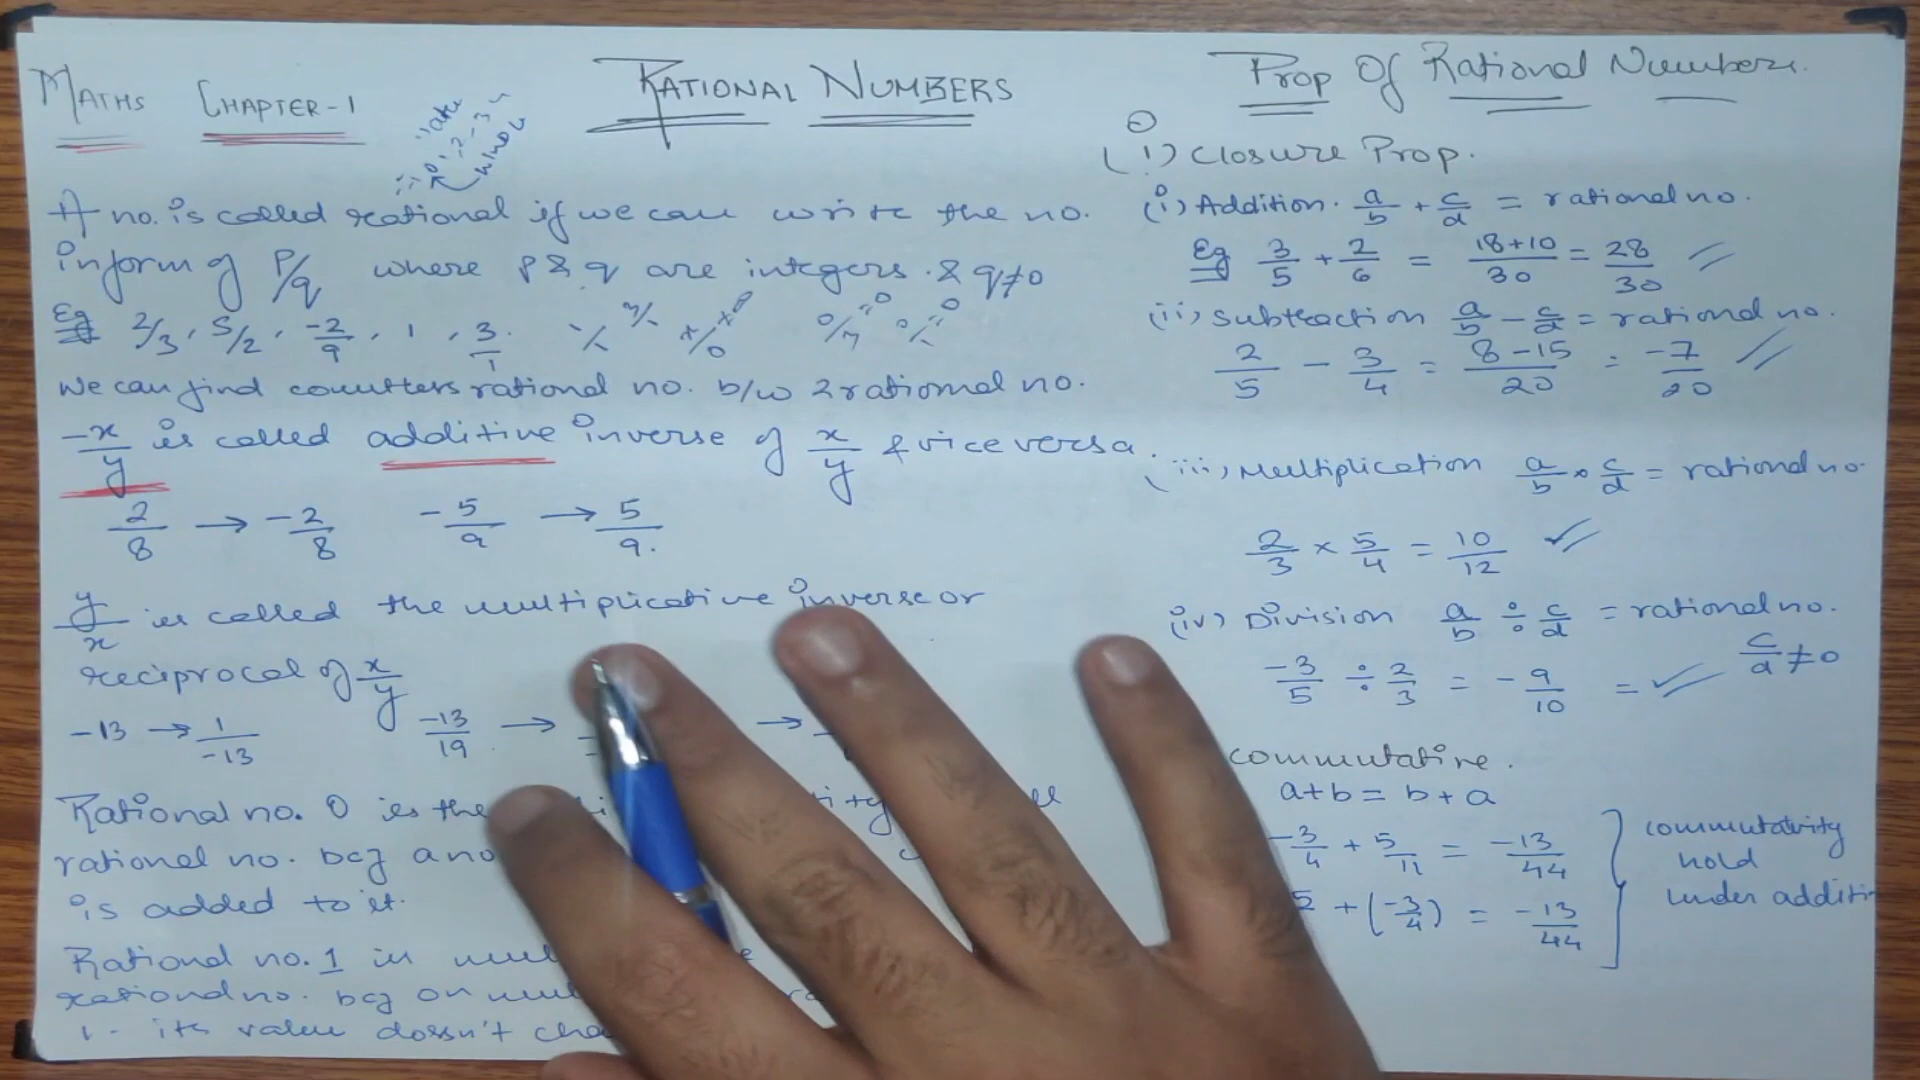 MATHS CHAPTER-1
RATIONAL NUMBERS
A no. is called rational if we can write the no.
in form of P/q where p & q are integers. & q≠0
Eg 2/3, 5/2, -2/9, 1, 3/1.
We can find countless rational no. b/w 2 rational no.
-x/y is called additive inverse of x/y & vice versa.
2/8 → -2/8 -5/9 → 5/9.
y/x is called the multiplicative inverse or
reciprocal of x/y
-13 → 1/-13 -13/19 → →
Rational no. 0 is the
rational no. bcz
is added to it.
Rational no. 1 is
rational no. bcz on
1. its value doesn't
Prop Of Rational Numbers.
(i) Closure Prop.
(i) Addition. a/b + c/d = rational no.
Eg 3/5 + 2/6 = 18+10/30 = 28/30
(ii) Subtraction a/b - c/d = rational no.
2/5 - 3/4 = 8-15/20 = -7/20
(iii) Multiplication a/b × c/d = rational no.
2/3 × 5/4 = 10/12 ✓
(iv) Division a/b ÷ c/d = rational no.
c/d ≠ 0
-3/5 ÷ 2/3 = -9/10 = ✓
commutative.
a+b = b+a
-3/4 + 5/11 = -13/44
+ (-3/4) = -13/44
commutativity
hold
under additi